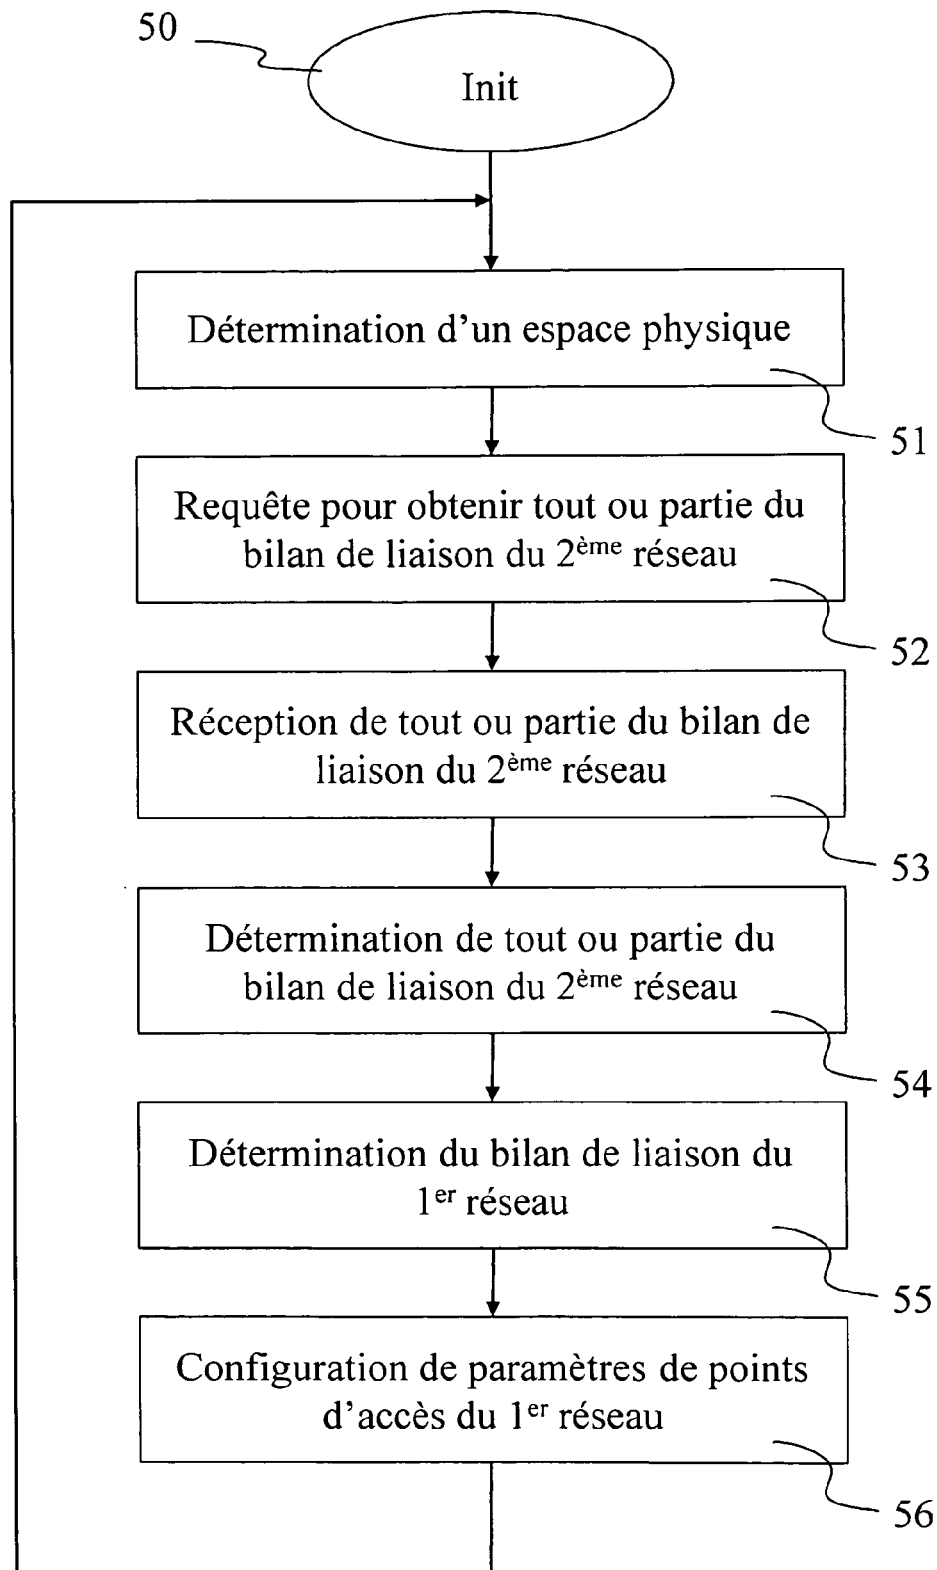 50
Init
Détermination d'un espace physique
51
Requête pour obtenir tout ou partie du
bilan de liaison du 2ème réseau
52
Réception de tout ou partie du bilan de
liaison du 2ème réseau
53
Détermination de tout ou partie du
bilan de liaison du 2ème réseau
54
Détermination du bilan de liaison du
1er réseau
55
Configuration de paramètres de points
d'accès du 1er réseau
56